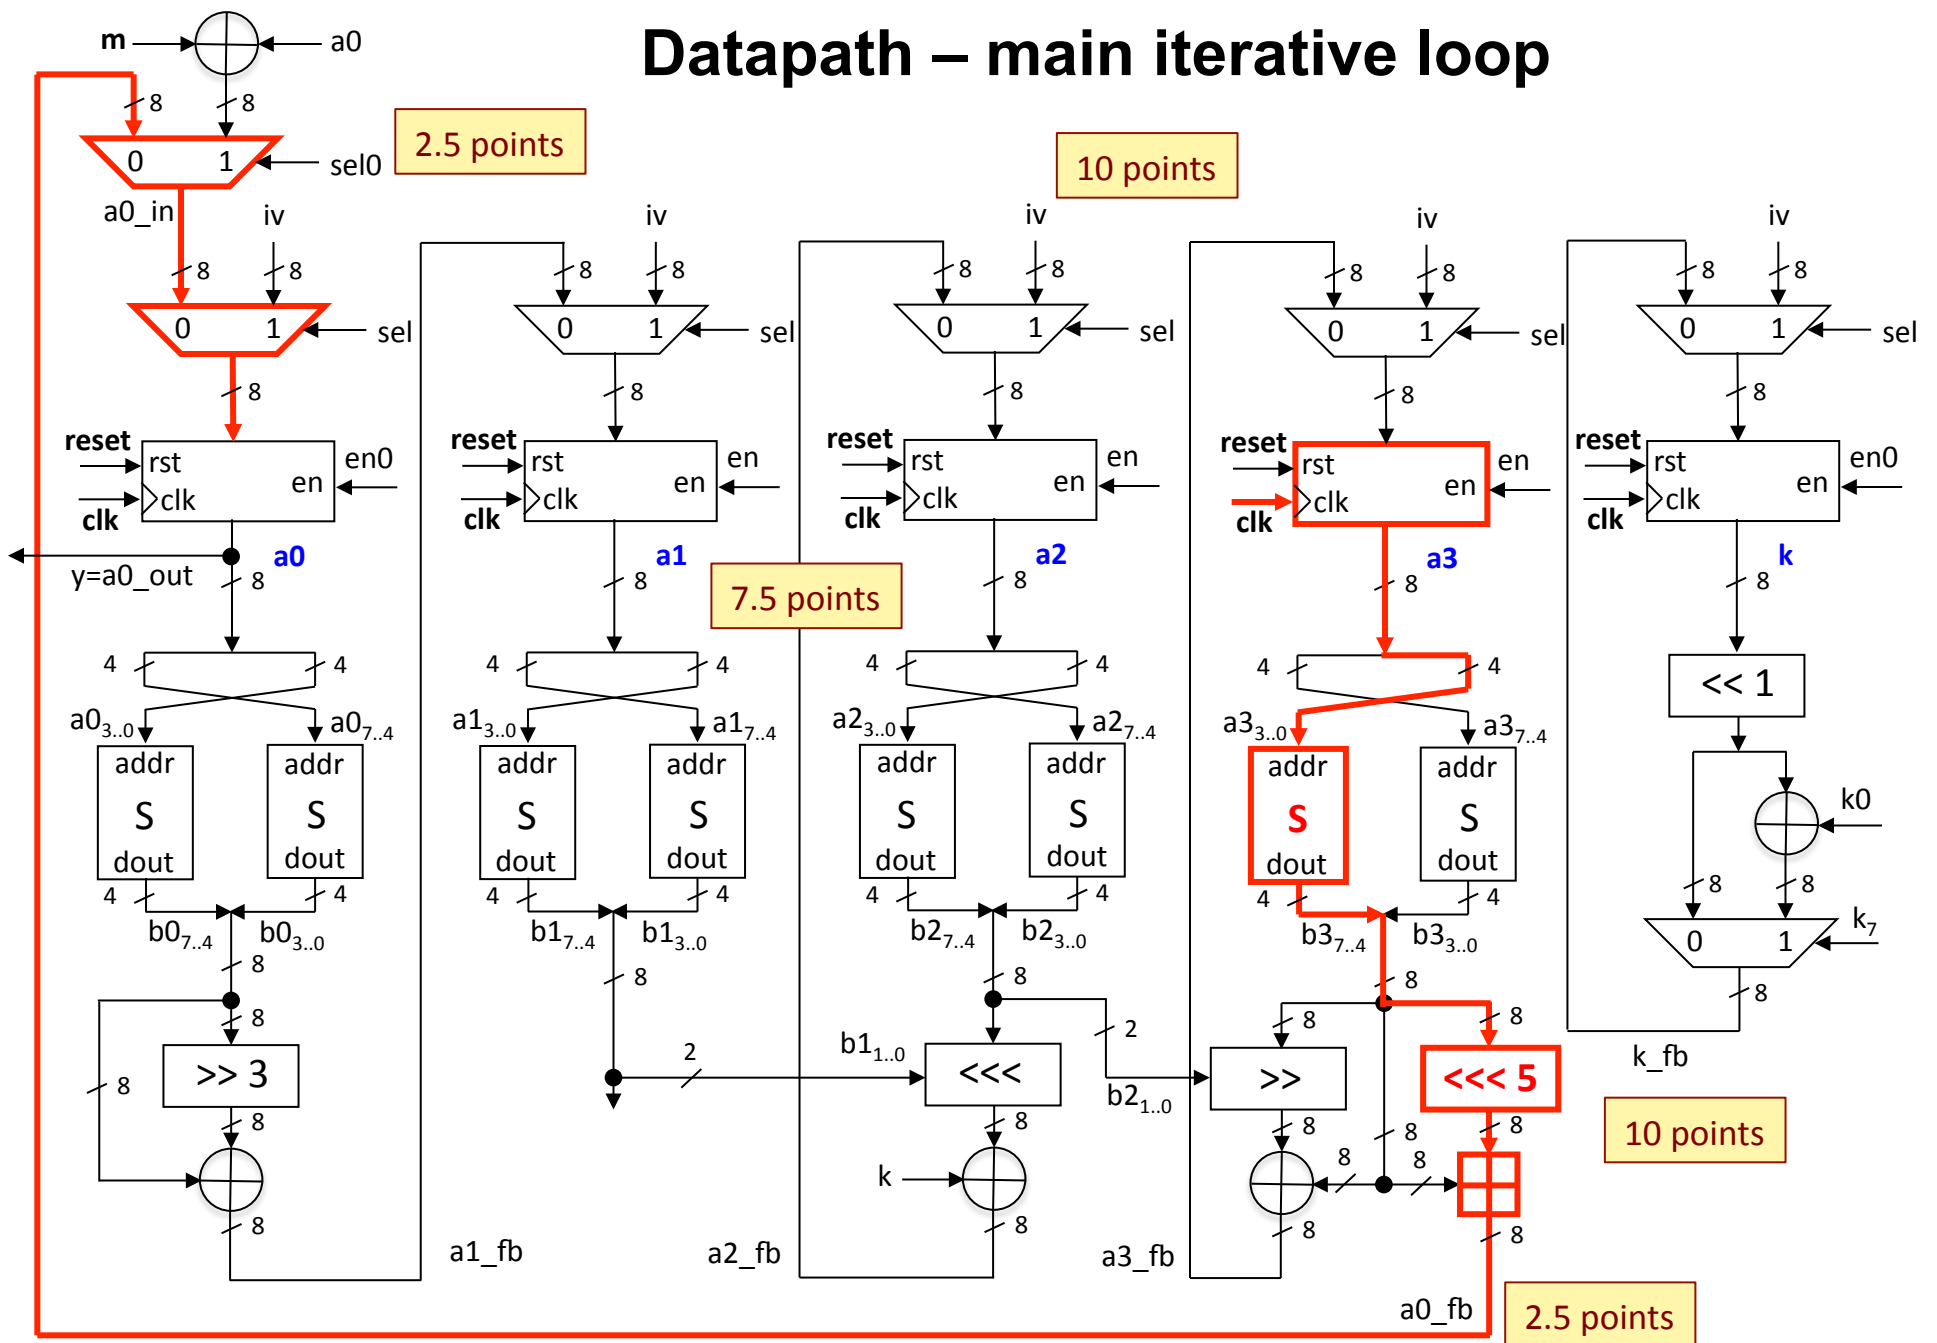 Datapath – main iterative loop
m
a0
8
8
2.5 points
0 1
sel0
10 points
a0_in
iv
iv
iv
iv
iv
8 8
8 8
8 8
8 8
8 8
0 1
sel
0 1
sel
0 1
sel
0 1
sel
0 1
sel
8
8
8
8
8
reset
rst
clk
clk
en
en0
reset
rst
clk
clk
en
en
reset
rst
clk
clk
en
en
reset
rst
clk
clk
en
en
reset
rst
clk
clk
en
en0
y=a0_out
a0
8
a1
8
a2
8
a3
8
k
8
7.5 points
4 4
4 4
4 4
4 4
<< 1
a03..0 a07..4
a13..0 a17..4
a23..0 a27..4
a33..0 a37..4
addr
S
dout
addr
S
dout
addr
S
dout
addr
S
dout
addr
S
dout
addr
S
dout
addr
S
dout
addr
S
dout
k0
4 4
4 4
4 4
4 4
8 8
b07..4 b03..0
b17..4 b13..0
b27..4 b23..0
b37..4 b33..0
0 1
k7
8
8
8
8
8
8
8
>> 3
8
2
b11..0
<<<
8
2
b21..0
8
>>
8
8
<<< 5
8
k_fb
10 points
k
8
8
8
8
8
8
8
8
a1_fb
a2_fb
a3_fb
a0_fb
2.5 points